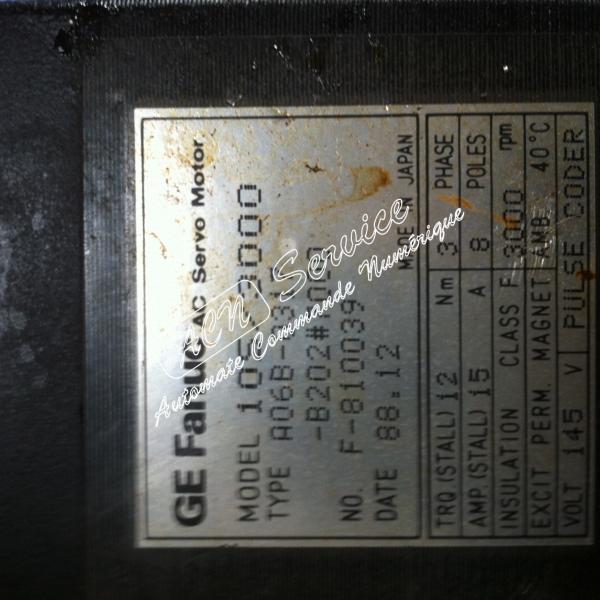 GE Fanuc AC Servo Motor
MODEL 3000
TYPE A06B-
-B202#
NO. F-810039
DATE 88.12
MADE IN JAPAN
TRQ (STALL) 12 Nm 3 PHASE
AMP (STALL) 15 A 8 POLES
INSULATION CLASS F 3000 rpm
EXCIT PERM MAGNET AMB. 40°C
VOLT 145 V PULSE CODER
ACN Service
Automate Commande Numérique